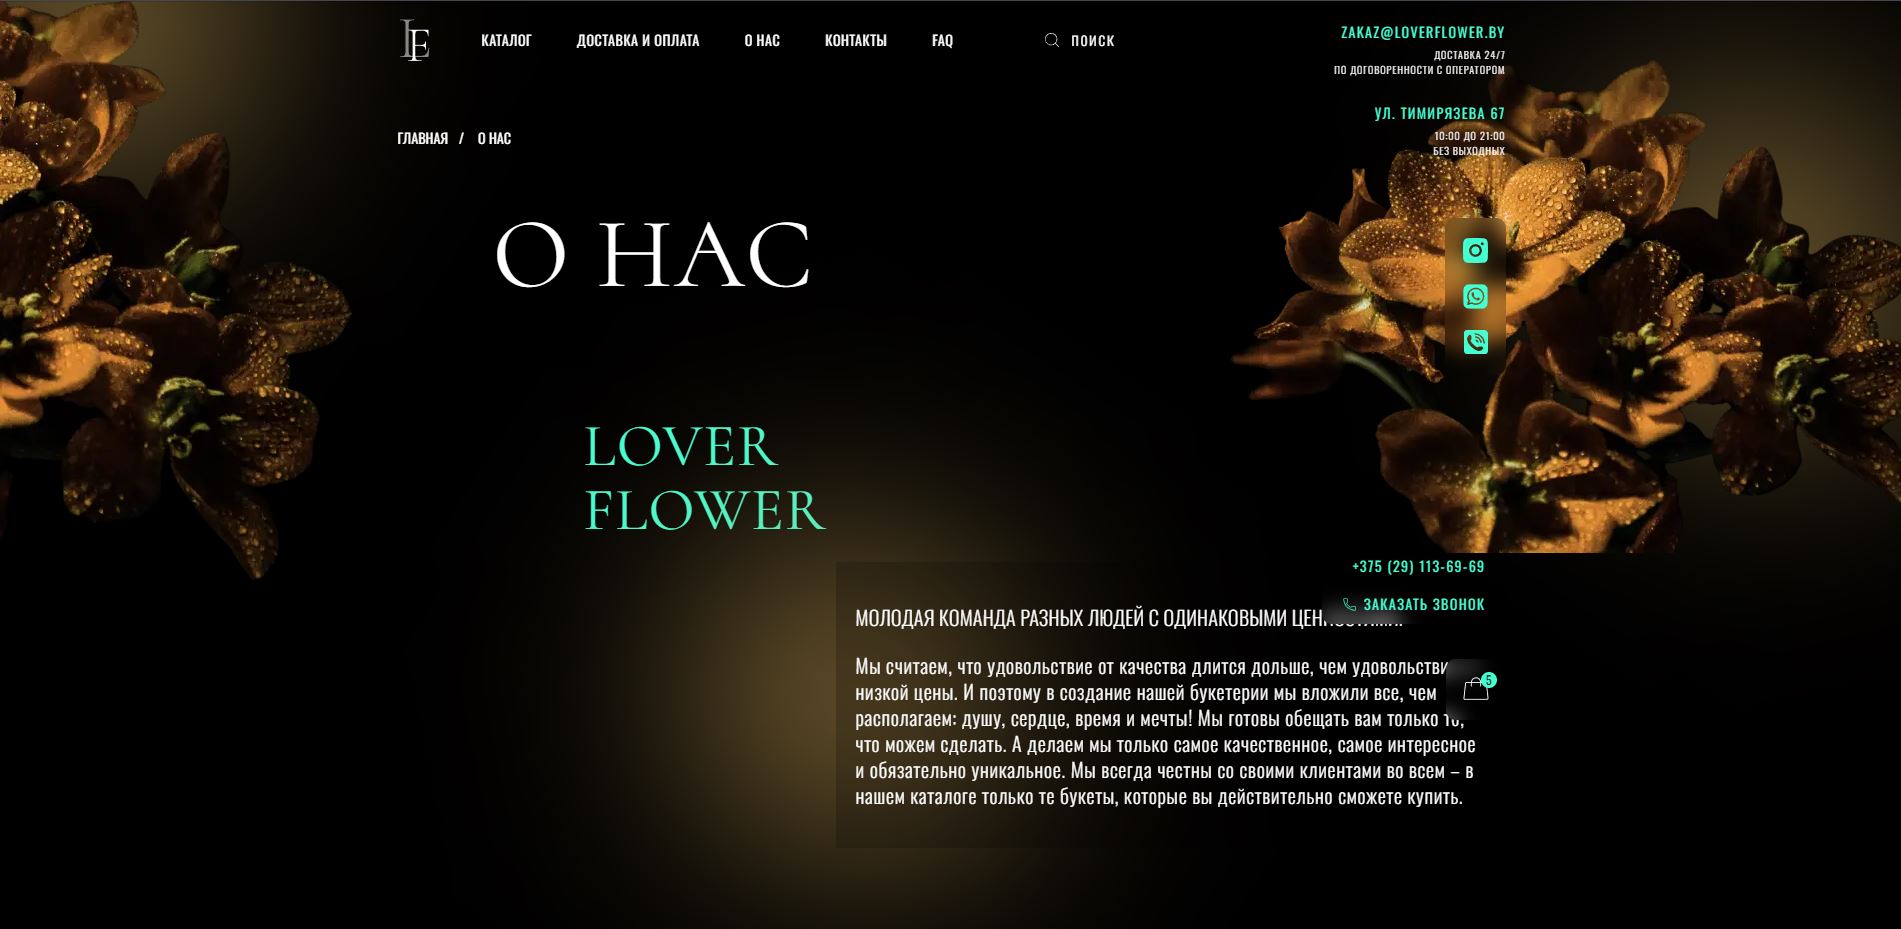 LF
КАТАЛОГ ДОСТАВКА И ОПЛАТА О НАС КОНТАКТЫ FAQ ПОИСК
ZAKAZ@LOVERFLOWER.BY
ДОСТАВКА 24/7
ПО ДОГОВОРЕННОСТИ С ОПЕРАТОРОМ
УЛ. ТИМИРЯЗЕВА 67
10:00 ДО 21:00
БЕЗ ВЫХОДНЫХ
ГЛАВНАЯ / О НАС
О НАС
LOVER
FLOWER
+375 (29) 113-69-69
ЗАКАЗАТЬ ЗВОНОК
МОЛОДАЯ КОМАНДА РАЗНЫХ ЛЮДЕЙ С ОДИНАКОВЫМИ
Мы считаем, что удовольствие от качества длится дольше, чем
5
низкой цены. И поэтому в создание нашей букетерии мы вложили все, чем
располагаем: душу, сердце, время и мечты! Мы готовы обещать вам только то,
что можем сделать. А делаем мы только самое качественное, самое интересное
и обязательно уникальное. Мы всегда честны со своими клиентами во всем – в
нашем каталоге только те букеты, которые вы действительно сможете купить.